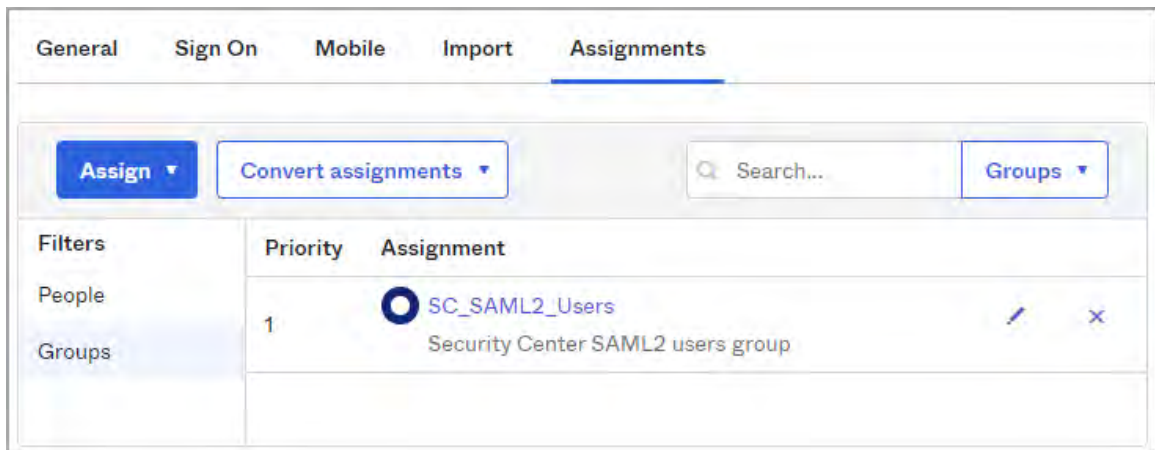 General Sign On Mobile Import Assignments
Assign Convert assignments Search... Groups
Filters Priority Assignment
People
Groups
1 SC_SAML2_Users
Security Center SAML2 users group